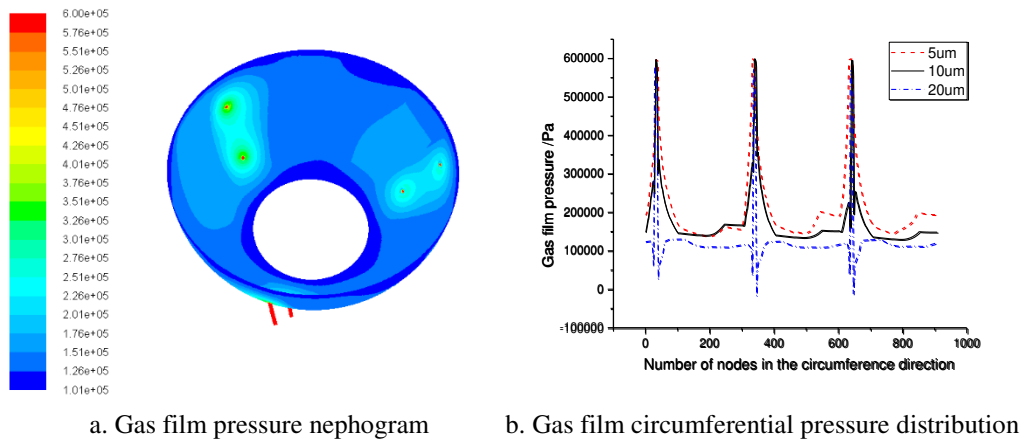 6.00e+05
5.76e+05
5.51e+05
5.26e+05
5.01e+05
4.76e+05
4.51e+05
4.26e+05
4.01e+05
3.76e+05
3.51e+05
3.26e+05
3.01e+05
2.76e+05
2.51e+05
2.26e+05
2.01e+05
1.76e+05
1.51e+05
1.26e+05
1.01e+05
a. Gas film pressure nephogram
5um
10um
20um
Gas film pressure /Pa
600000
500000
400000
300000
200000
100000
0
-100000
0 200 400 600 800 1000
Number of nodes in the circumference direction
b. Gas film circumferential pressure distribution